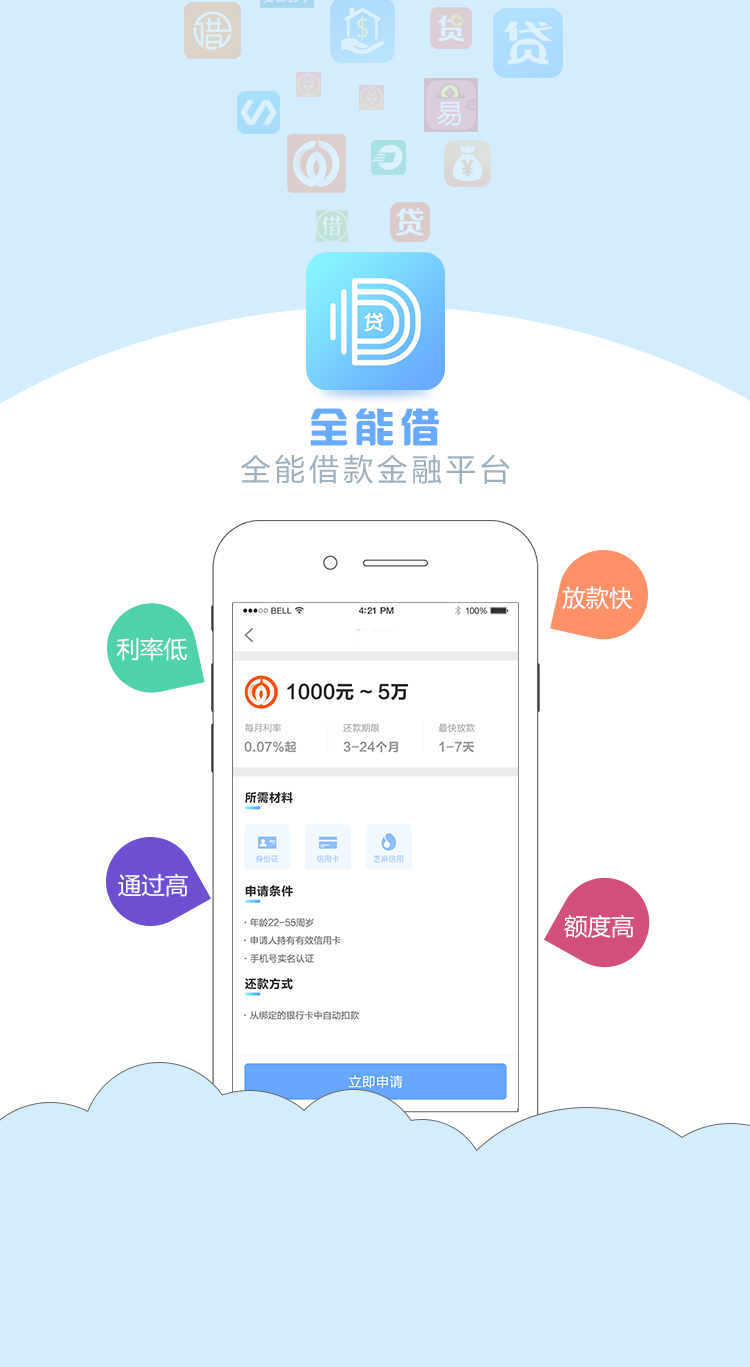 借
贷
贷
易
借
贷
贷
全能借
全能借款金融平台
放款快
利率低
BELL 4:21 PM 100%
1000元 ~ 5万
每月利率 还款期限 最快放款
0.07%起 3-24个月 1-7天
所需材料
身份证 信用卡 芝麻信用
通过高
额度高
申请条件
· 年龄22-55周岁
· 申请人持有有效信用卡
· 手机号实名认证
还款方式
· 从绑定的银行卡中自动扣款
立即申请